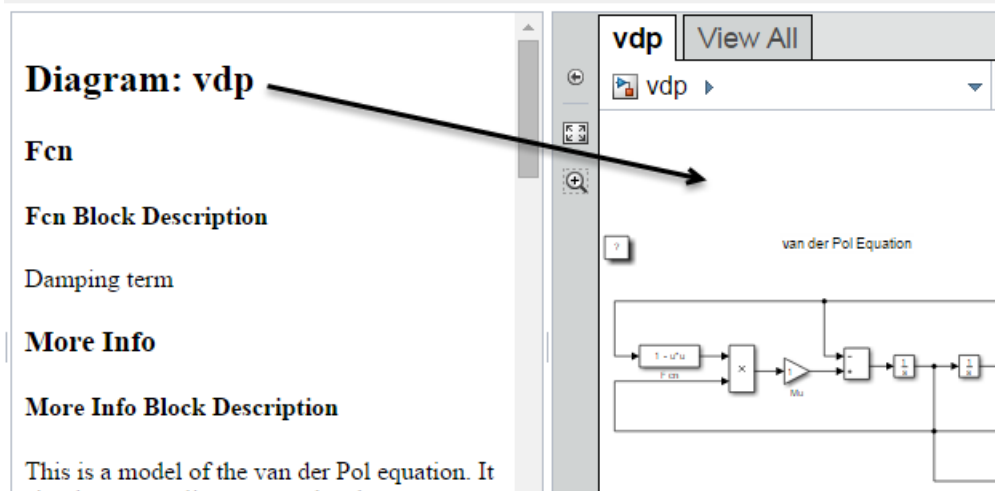 Diagram: vdp
Fcn
Fcn Block Description
Damping term
More Info
More Info Block Description
This is a model of the van der Pol equation. It
vdp
View All
vdp
?
van der Pol Equation
1 - u*u
Fcn
×
1
Mu
−
+
1
s
1
s